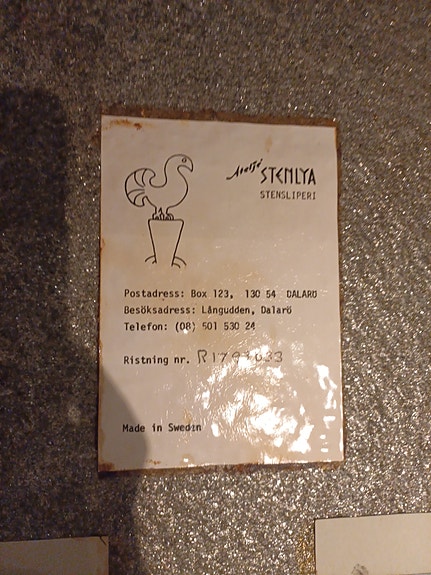 Ateljé
STENLYA
STENSLIPERI
Postadress: Box 123, 130 54 DALARÖ
Besöksadress: Långudden, Dalarö
Telefon: (08) 501 530 24
Ristning nr.
Made in Sweden